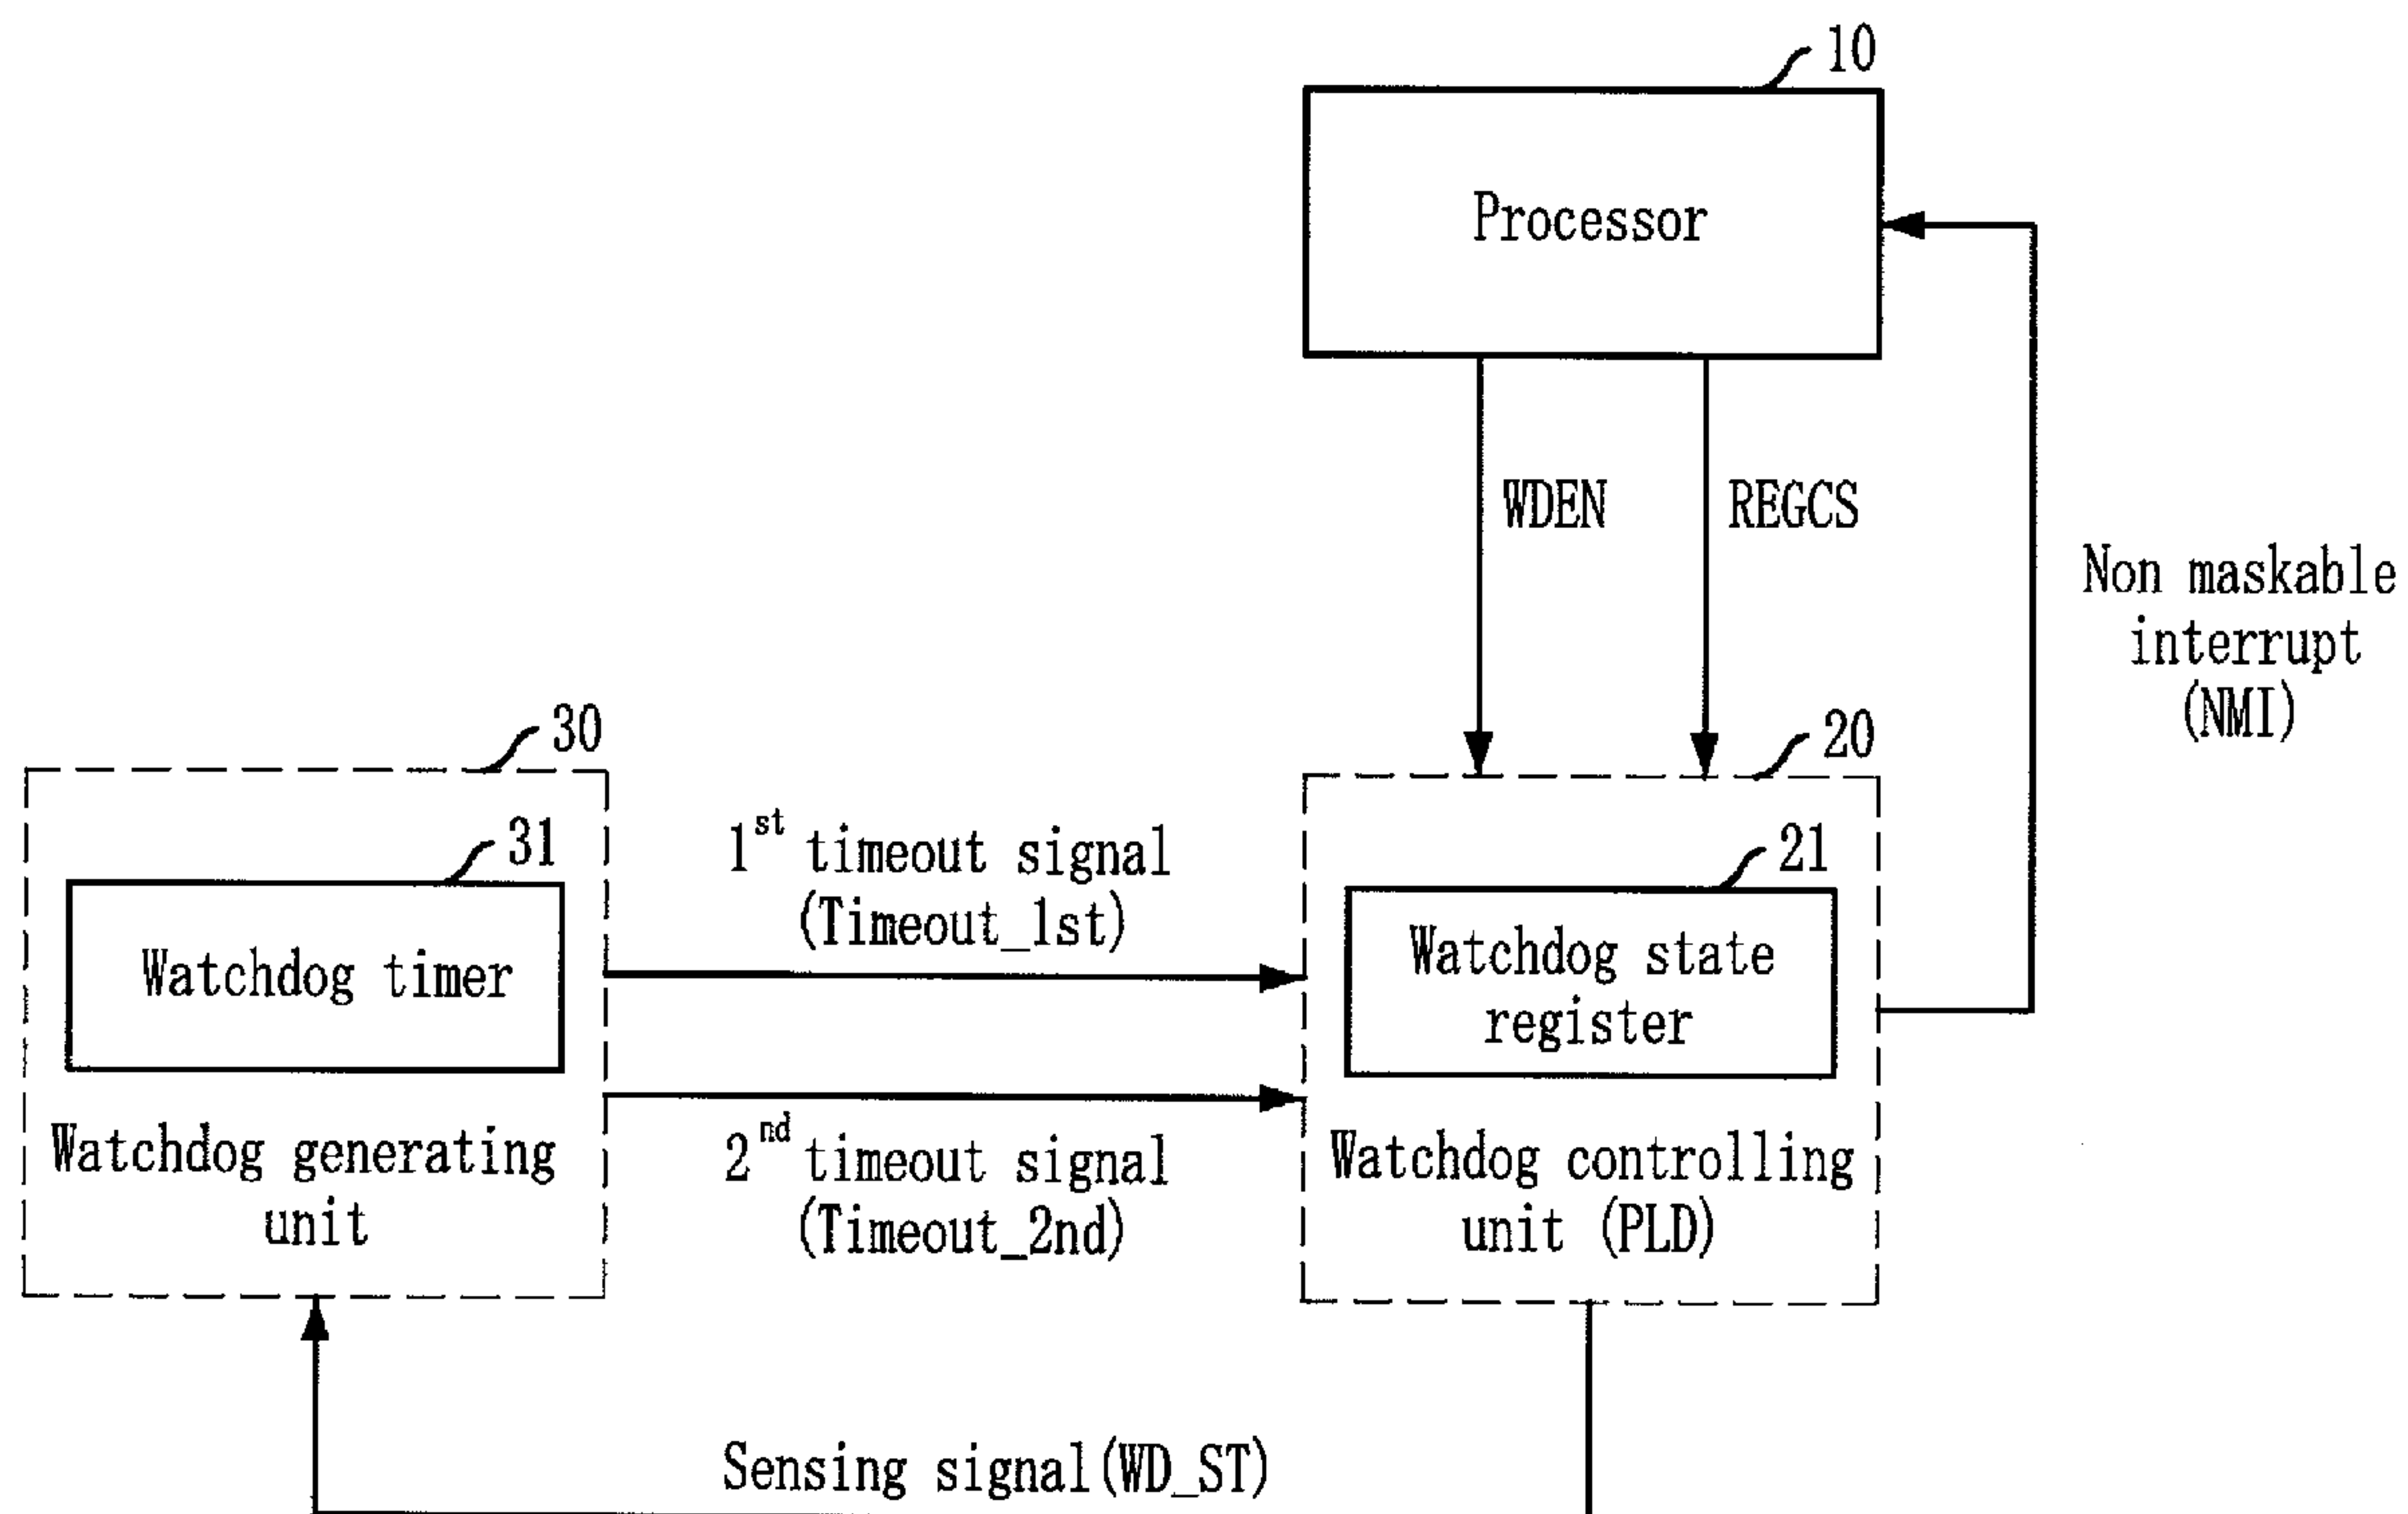 10
Processor
WDEN
REGCS
Non maskable
interrupt
(NMI)
30
20
31
Watchdog timer
Watchdog generating
unit
1st timeout signal
(Timeout_1st)
2nd timeout signal
(Timeout_2nd)
21
Watchdog state
register
Watchdog controlling
unit (PLD)
Sensing signal(WD_ST)